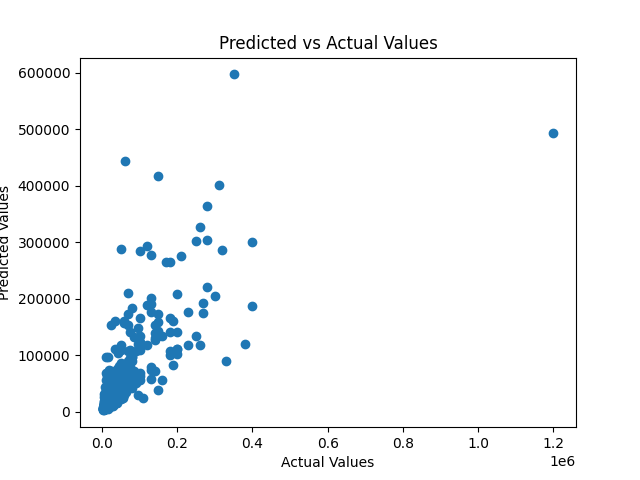 Predicted vs Actual Values
600000
500000
400000
300000
200000
100000
0
Predicted Values
0.0 0.2 0.4 0.6 0.8 1.0 1.2
1e6
Actual Values